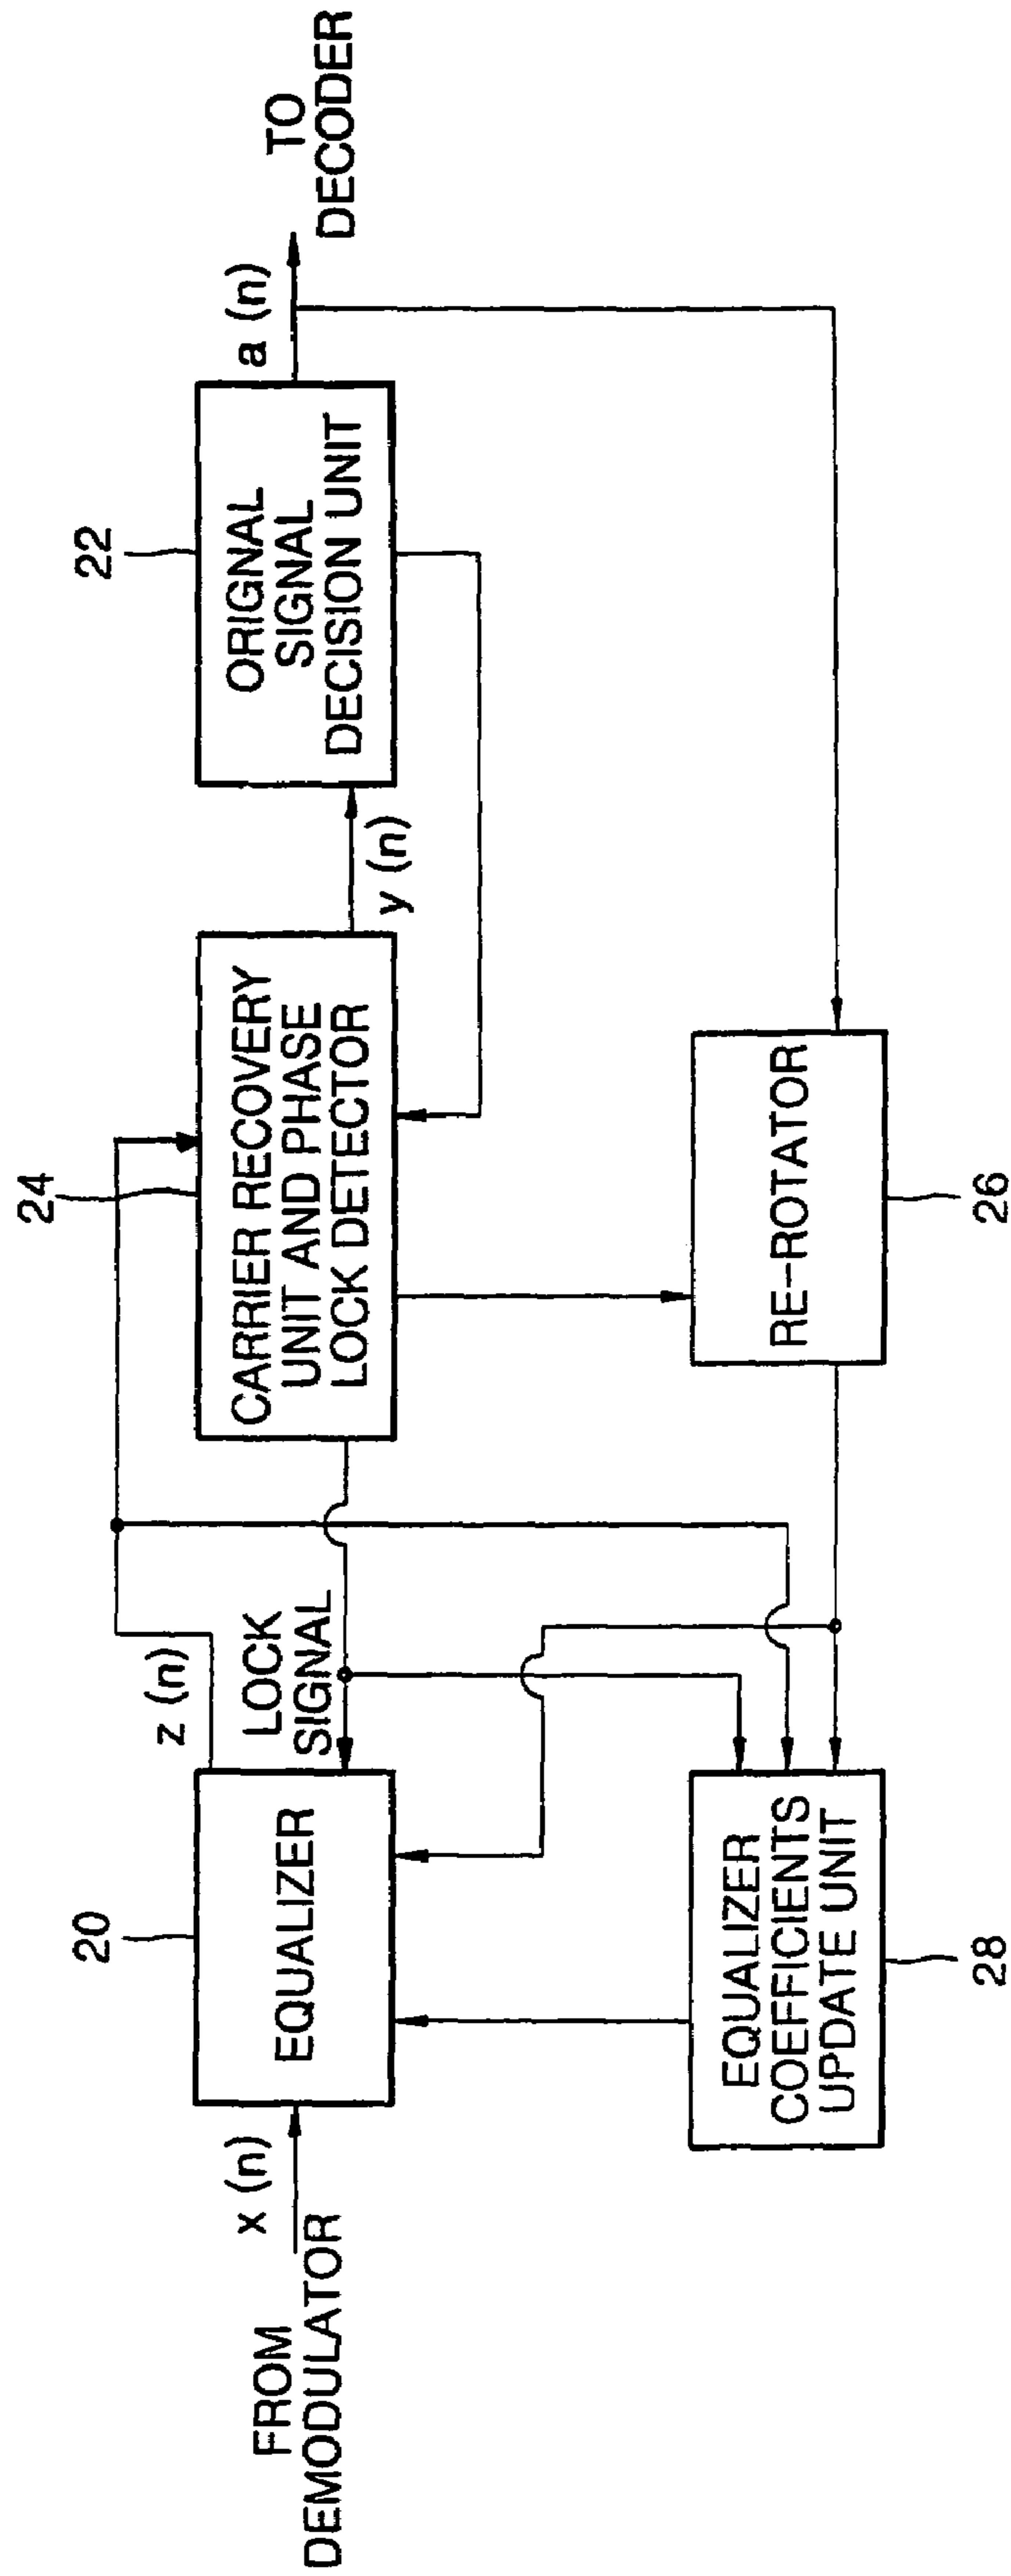 FROM
DEMODULATOR
x (n)
20
EQUALIZER
z (n)
LOCK
SIGNAL
24
CARRIER RECOVERY
UNIT AND PHASE
LOCK DETECTOR
y (n)
22
ORIGNAL
SIGNAL
DECISION UNIT
a (n)
TO
DECODER
EQUALIZER
COEFFICIENTS
UPDATE UNIT
28
RE-ROTATOR
26